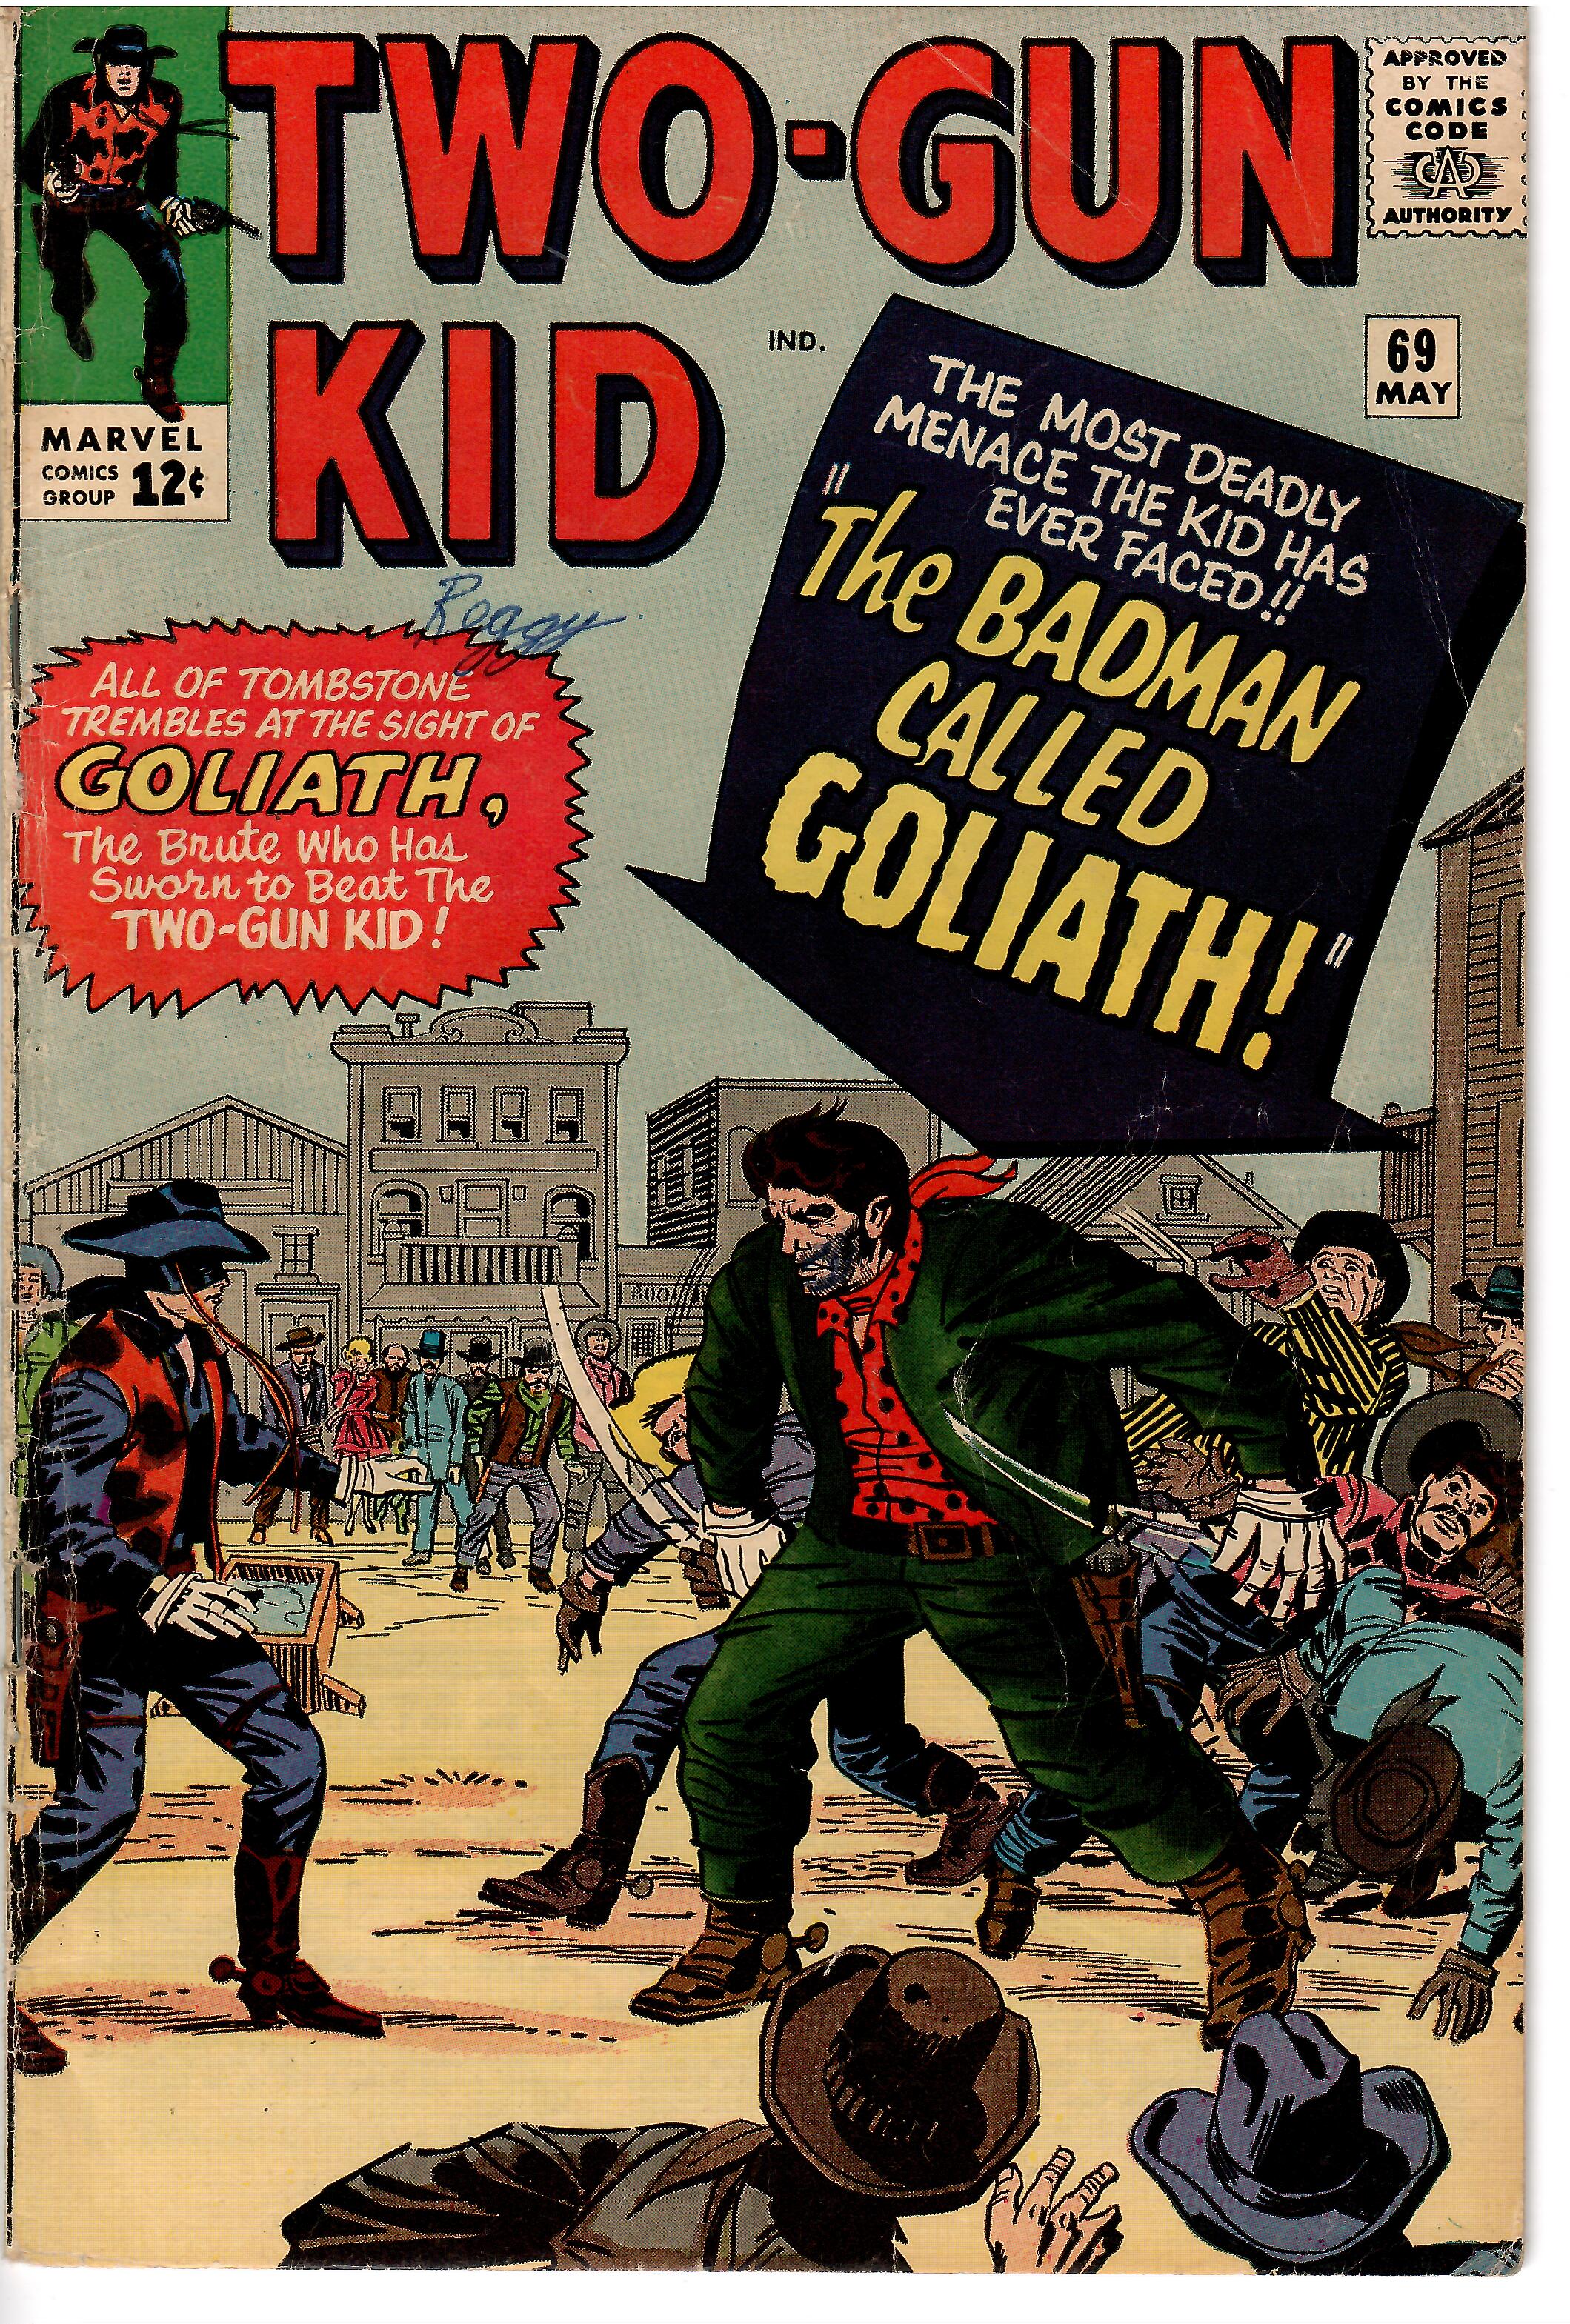 TWO-GUN
KID
APPROVED
BY THE
COMICS
CODE
CA
AUTHORITY
IND.
69
MAY
MARVEL
COMICS
GROUP 12¢
THE MOST DEADLY
MENACE THE KID HAS
EVER FACED!!
"The BADMAN
CALLED
GOLIATH!"
Reggy
ALL OF TOMBSTONE
TREMBLES AT THE SIGHT OF
GOLIATH,
The Brute Who Has
Sworn to Beat The
TWO-GUN KID!